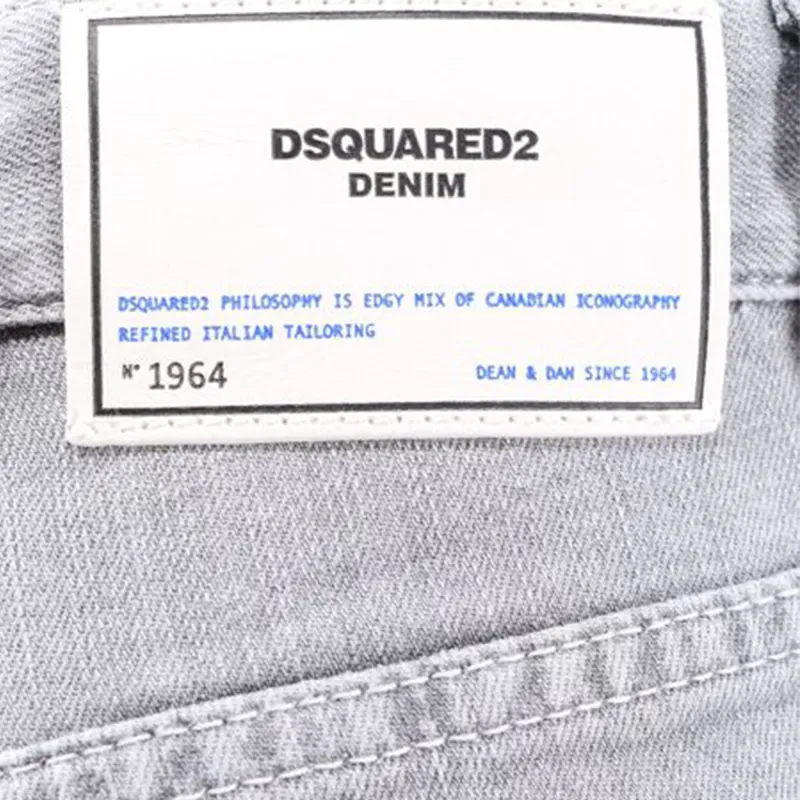 DSQUARED2
DENIM
DSQUARED2 PHILOSOPHY IS EDGY MIX OF CANADIAN ICONOGRAPHY
REFINED ITALIAN TAILORING
N° 1964
DEAN & DAN SINCE 1964